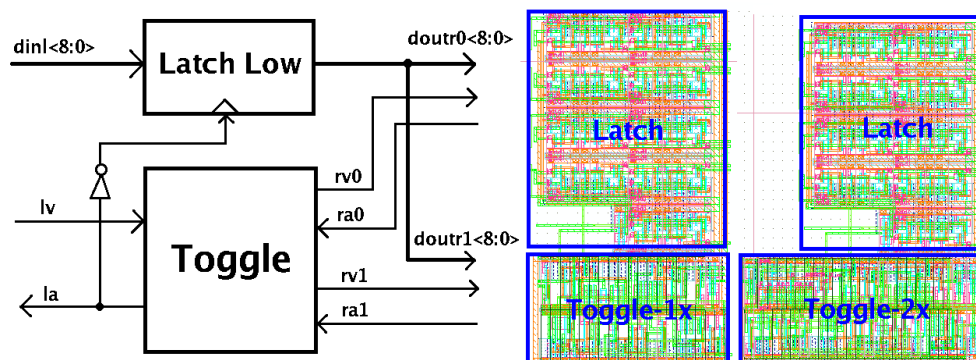 dinl<8:0>
Latch Low
doutr0<8:0>
rv0
lv
ra0
Toggle
doutr1<8:0>
rv1
la
ra1
Latch
Latch
Toggle-1x
Toggle-2x